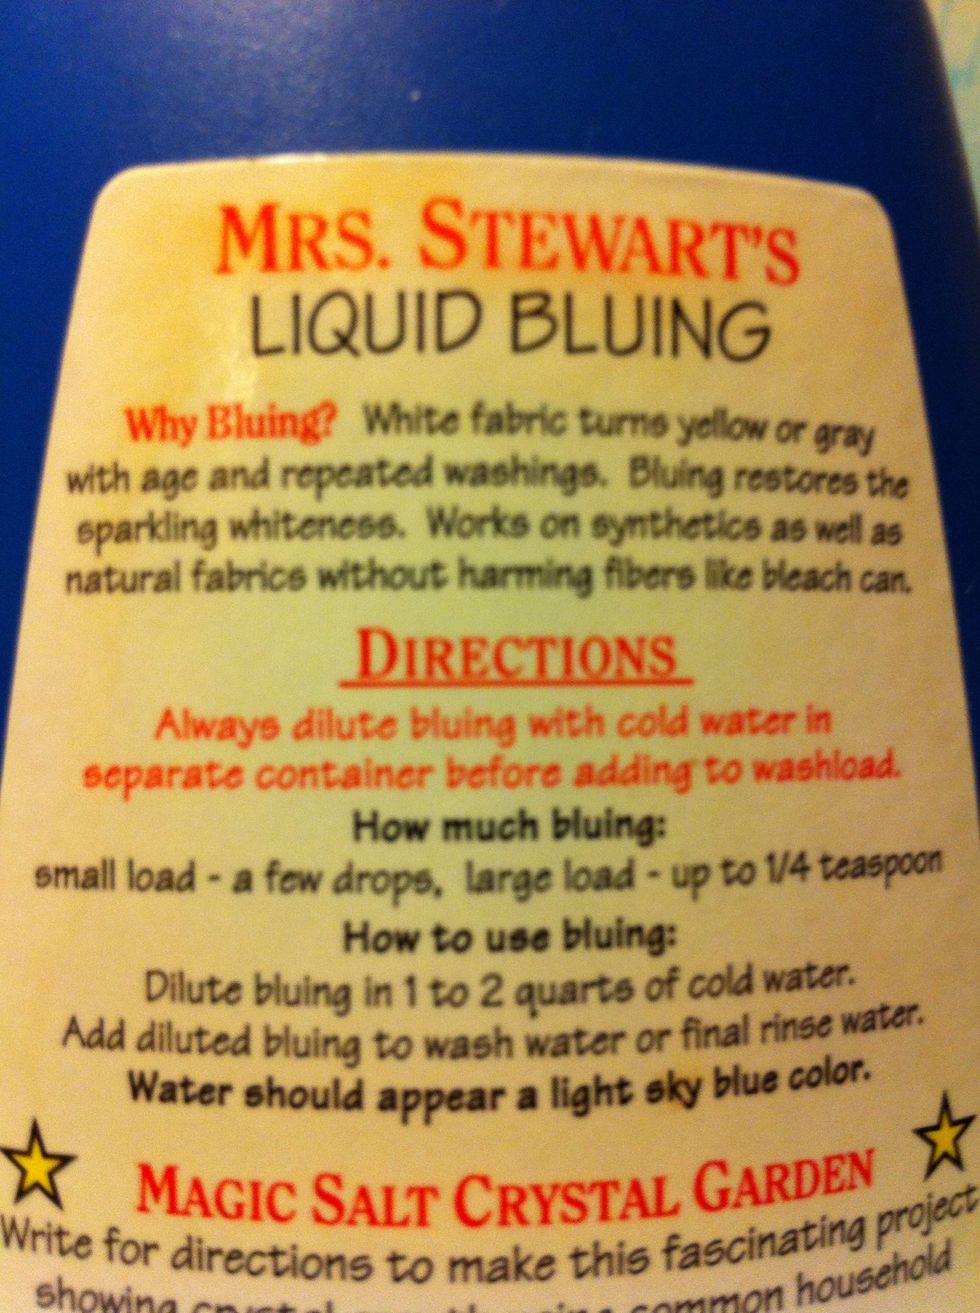 MRS. STEWART'S
LIQUID BLUING
Why Bluing? White fabric turns yellow or gray
with age and repeated washings. Bluing restores the
sparkling whiteness. Works on synthetics as well as
natural fabrics without harming fibers like bleach can.
DIRECTIONS
Always dilute bluing with cold water in
separate container before adding to washload.
How much bluing:
small load - a few drops, large load - up to 1/4 teaspoon
How to use bluing:
Dilute bluing in 1 to 2 quarts of cold water.
Add diluted bluing to wash water or final rinse water.
Water should appear a light sky blue color.
MAGIC SALT CRYSTAL GARDEN
Write for directions to make this fascinating project
showing common household